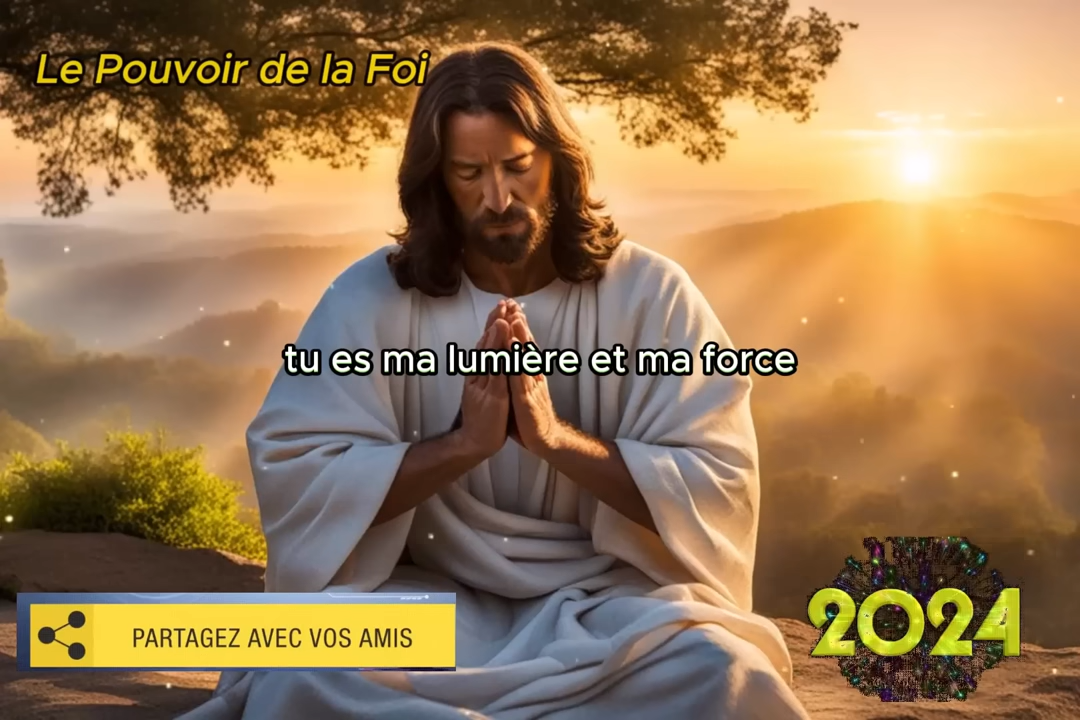 Le Pouvoir de la Foi
tu es ma lumière et ma force
PARTAGEZ AVEC VOS AMIS
2024